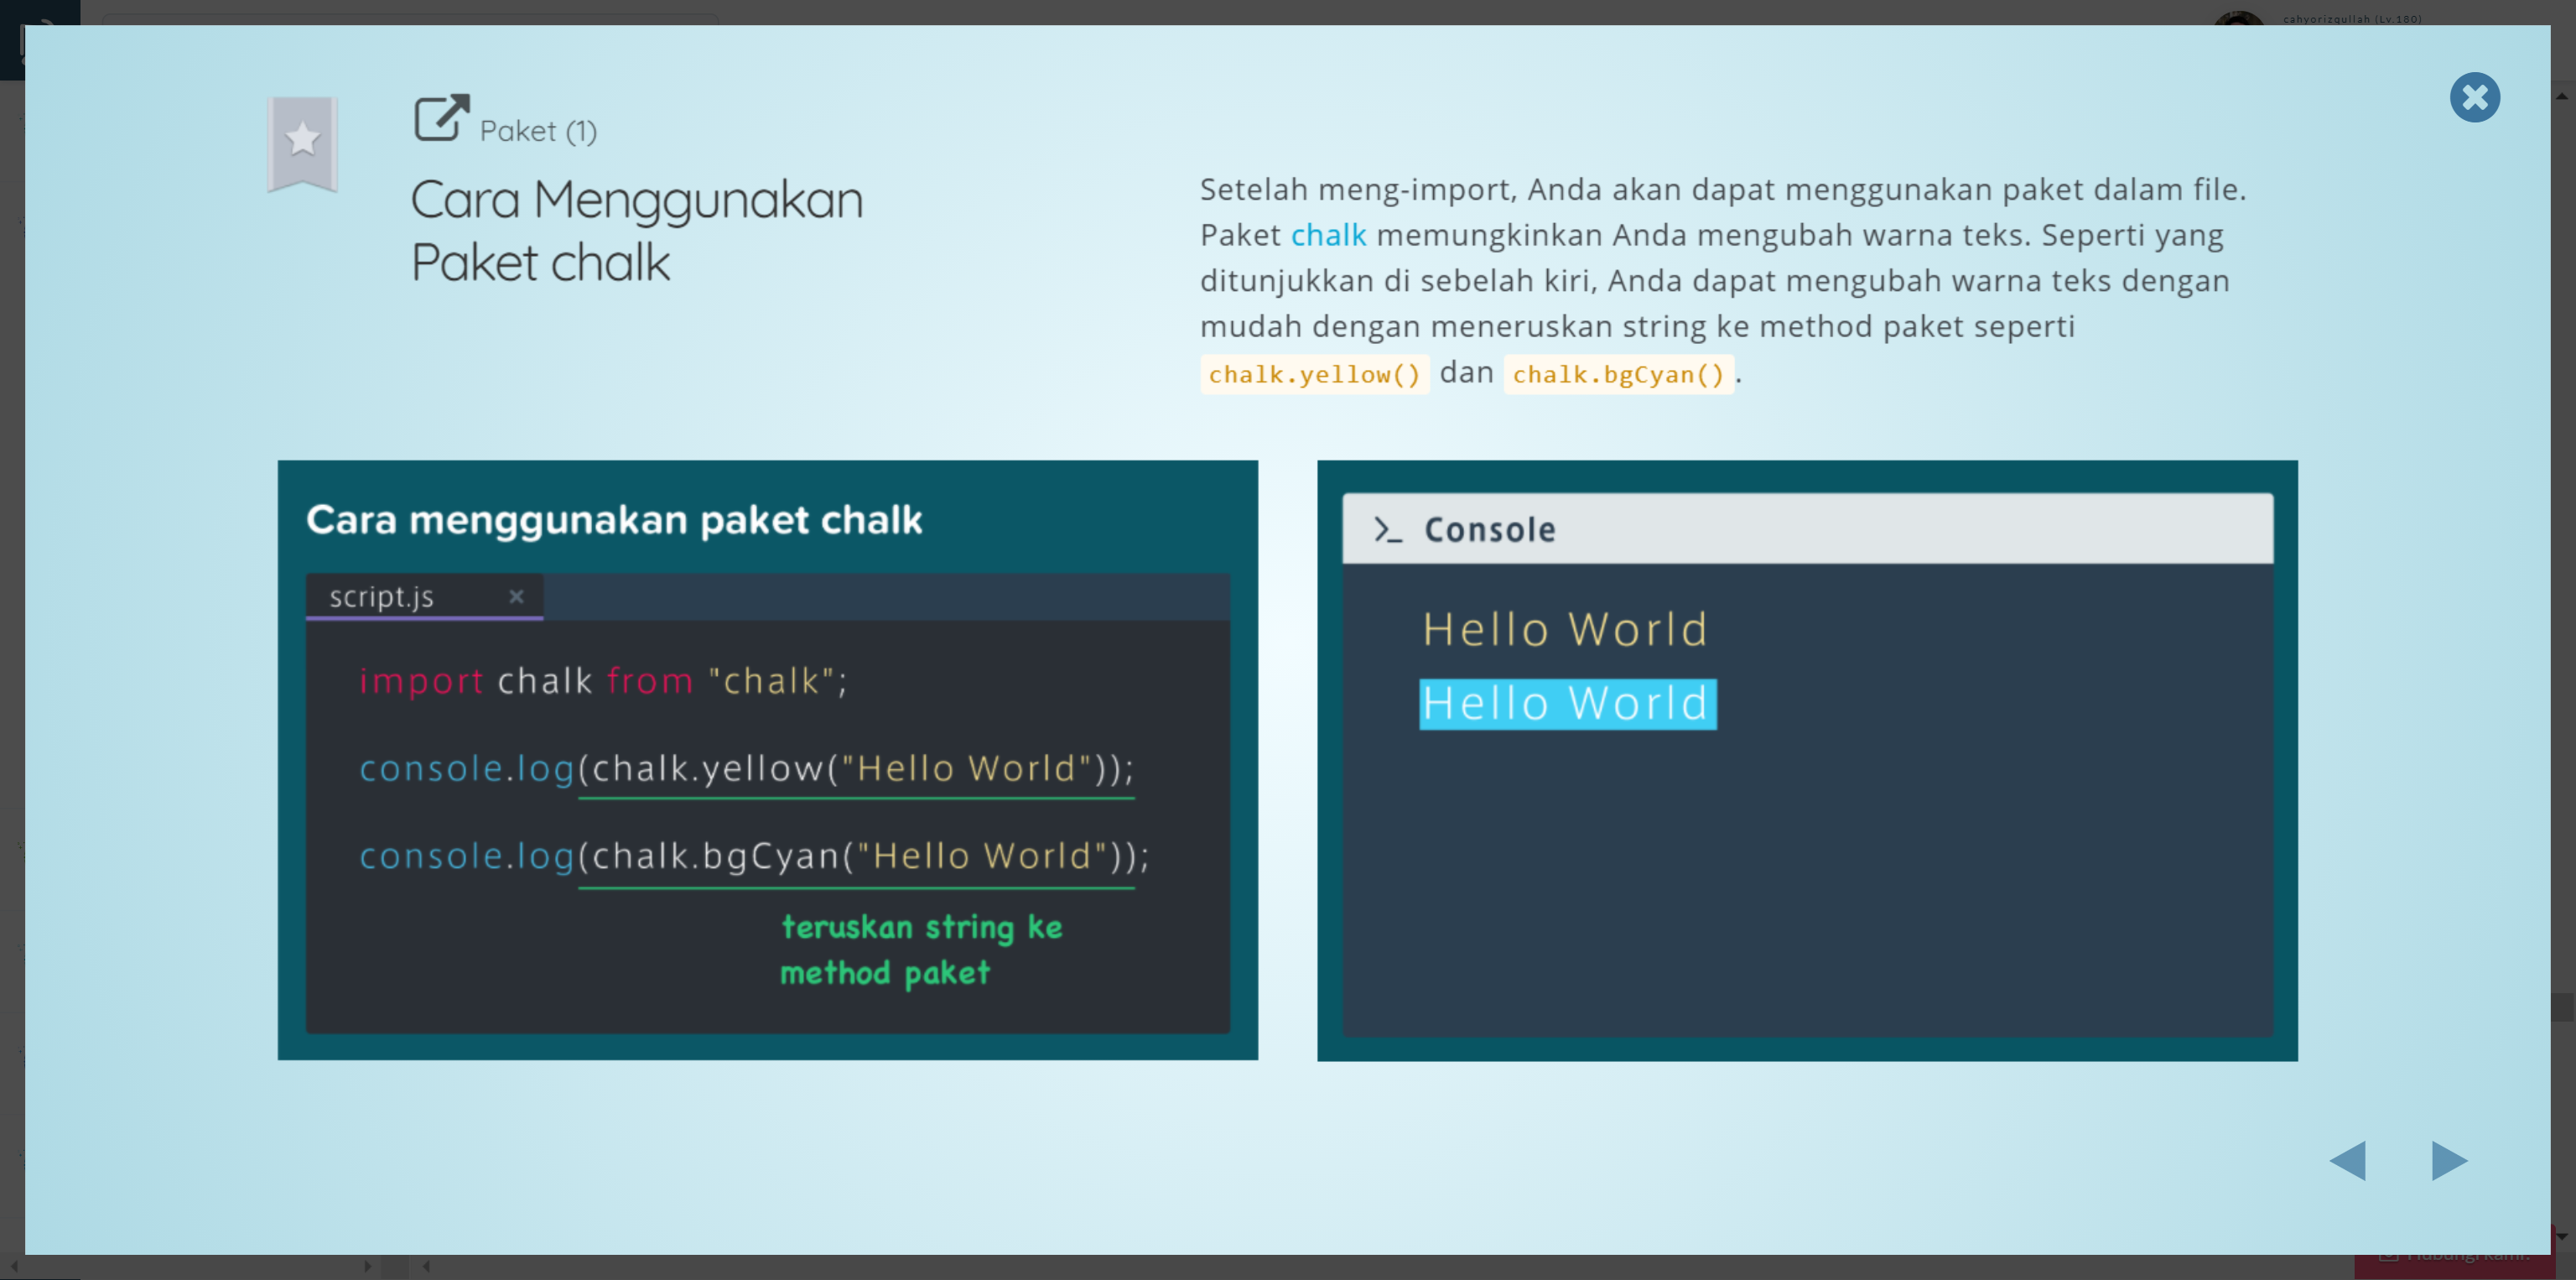 cahyorizqullah (Lv.180)
Paket (1)
Cara Menggunakan
Paket chalk
Setelah meng-import, Anda akan dapat menggunakan paket dalam file.
Paket chalk memungkinkan Anda mengubah warna teks. Seperti yang
ditunjukkan di sebelah kiri, Anda dapat mengubah warna teks dengan
mudah dengan meneruskan string ke method paket seperti
chalk.yellow() dan chalk.bgCyan().
Cara menggunakan paket chalk
script.js ×
import chalk from "chalk";
console.log(chalk.yellow("Hello World"));
console.log(chalk.bgCyan("Hello World"));
teruskan string ke
method paket
>_ Console
Hello World
Hello World
Hubungi kami!